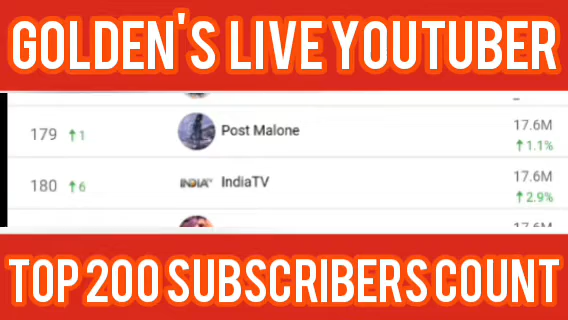 GOLDEN'S LIVE YOUTUBER
179 ↑1 Post Malone 17.6M
↑1.1%
180 ↑6 INDIA TV IndiaTV 17.6M
↑2.9%
TOP 200 SUBSCRIBERS COUNT